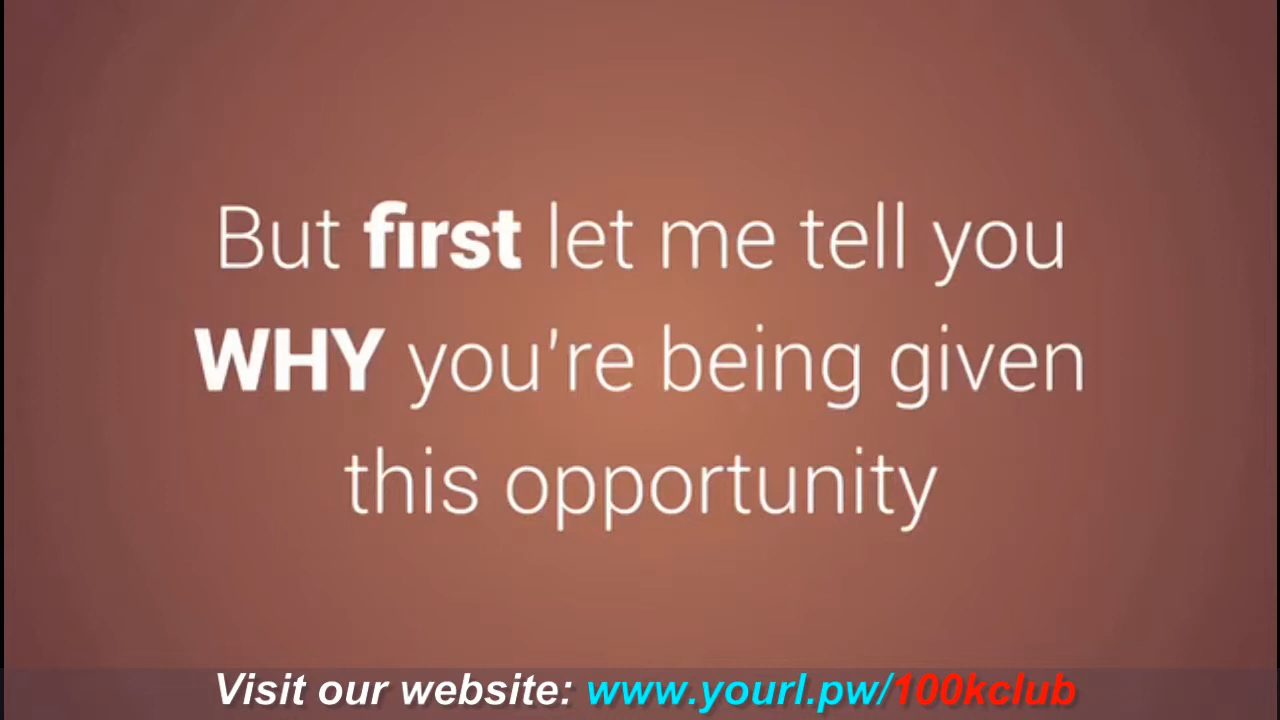 But first let me tell you
WHY you're being given
this opportunity
Visit our website: www.yourl.pw/100kclub